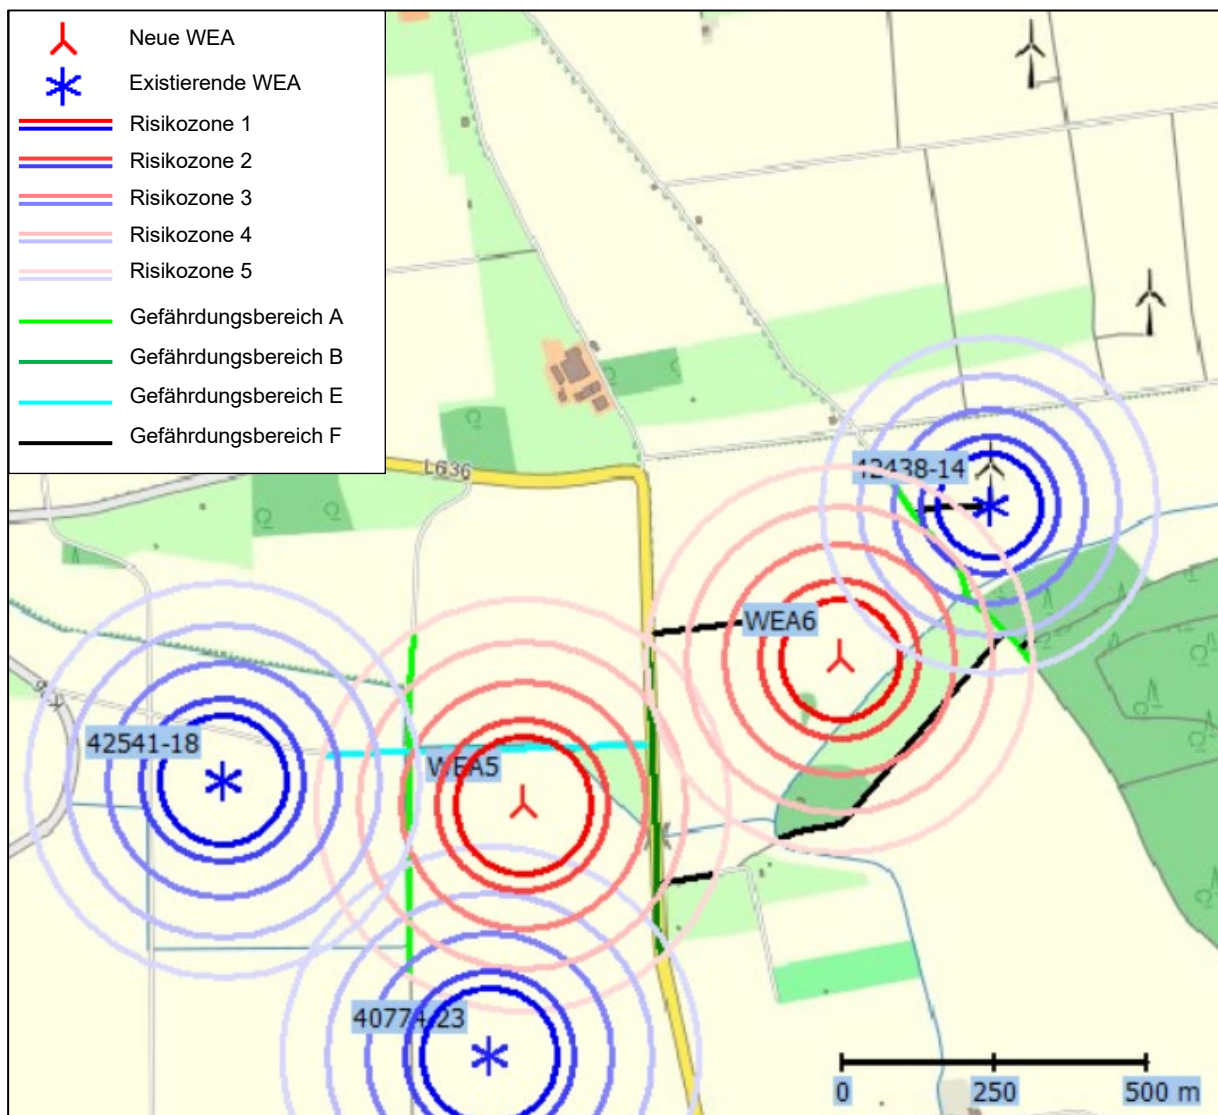 Neue WEA
Existierende WEA
Risikozone 1
Risikozone 2
Risikozone 3
Risikozone 4
Risikozone 5
Gefährdungsbereich A
Gefährdungsbereich B
Gefährdungsbereich E
Gefährdungsbereich F
L636
42438-14
WEA6
42541-18
WEA5
40774-23
0 250 500 m